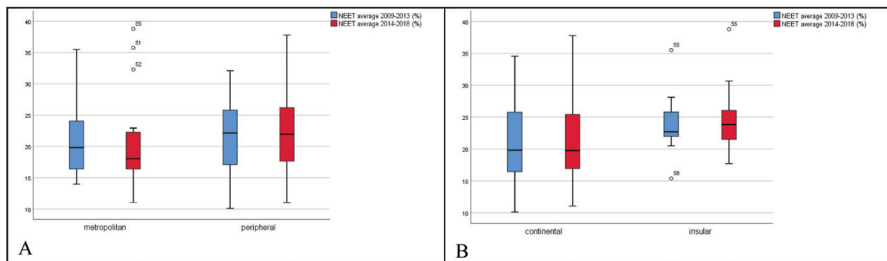 NEET average 2009-2013 (%)
NEET average 2014-2018 (%)
40
35
30
25
20
15
10
55
51
52
metropolitan
peripheral
A
NEET average 2009-2013 (%)
NEET average 2014-2018 (%)
40
35
30
25
20
15
10
55
58
55
continental
insular
B